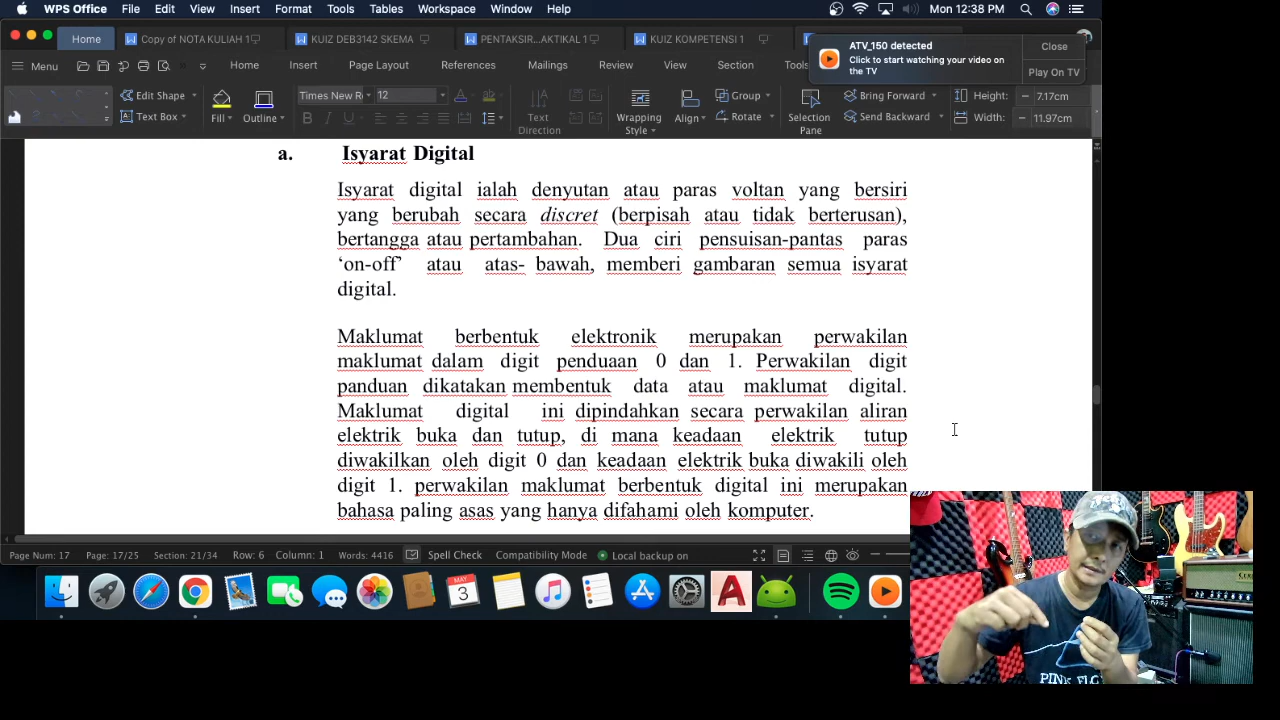 WPS Office File Edit View Insert Format Tools Tables Workspace Window Help Mon 12:38 PM
Home Copy of NOTA KULIAH 1 KUIZ DEB3142 SKEMA PENTAKSIR...AKTIKAL 1 KUIZ KOMPETENSI 1
ATV_150 detected
Click to start watching your video on
the TV
Close
Play On TV
Menu Home Insert Page Layout References Mailings Review View Section Tools
Edit Shape Fill Outline Times New R 12 Text Direction Wrapping Style Align Group Selection Pane Bring Forward Height: 7.17cm
Text Box B I U Rotate Send Backward Width: 11.97cm
a. Isyarat Digital
Isyarat digital ialah denyutan atau paras voltan yang bersiri
yang berubah secara discret (berpisah atau tidak berterusan),
bertangga atau pertambahan. Dua ciri pensuisan-pantas paras
‘on-off’ atau atas- bawah, memberi gambaran semua isyarat
digital.
Maklumat berbentuk elektronik merupakan perwakilan
maklumat dalam digit penduaan 0 dan 1. Perwakilan digit
panduan dikatakan membentuk data atau maklumat digital.
Maklumat digital ini dipindahkan secara perwakilan aliran
elektrik buka dan tutup, di mana keadaan elektrik tutup
diwakilkan oleh digit 0 dan keadaan elektrik buka diwakili oleh
digit 1. perwakilan maklumat berbentuk digital ini merupakan
bahasa paling asas yang hanya difahami oleh komputer.
Page Num: 17 Page: 17/25 Section: 21/34 Row: 6 Column: 1 Words: 4416 Spell Check Compatibility Mode Local backup on
MAY
3
PINK FLO